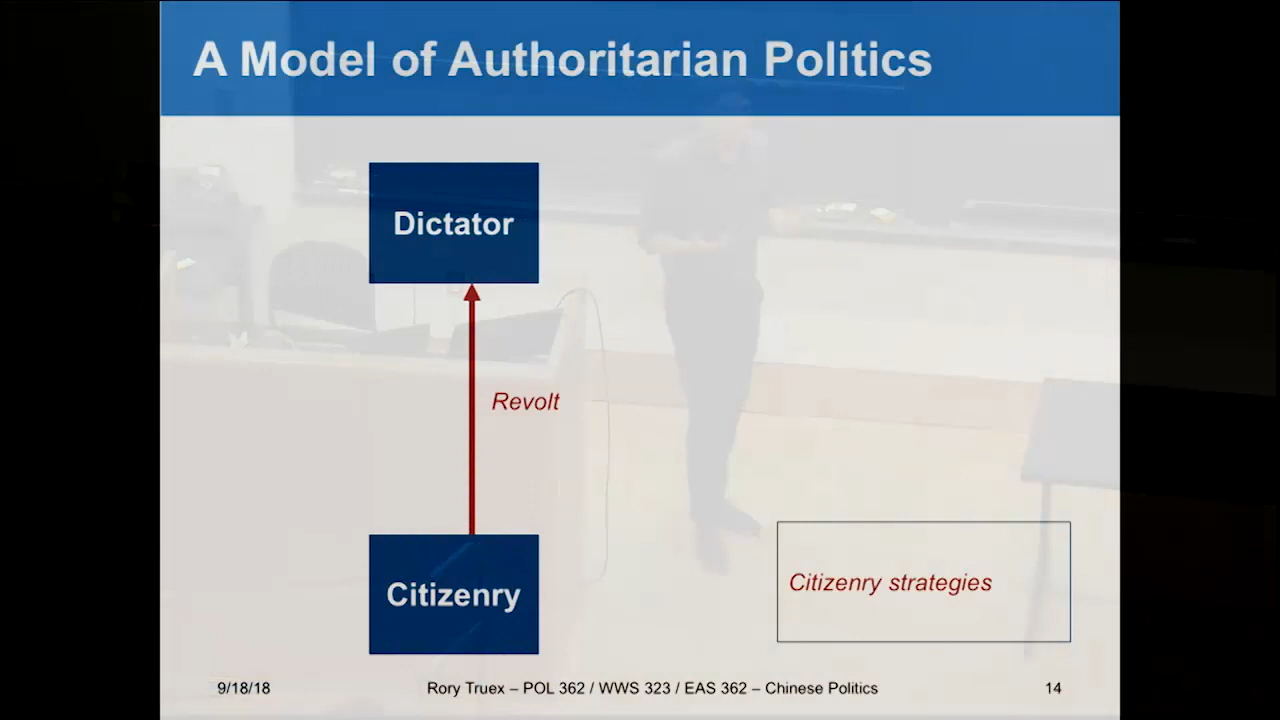 A Model of Authoritarian Politics
Dictator
Revolt
Citizenry
Citizenry strategies
9/18/18
Rory Truex – POL 362 / WWS 323 / EAS 362 – Chinese Politics
14